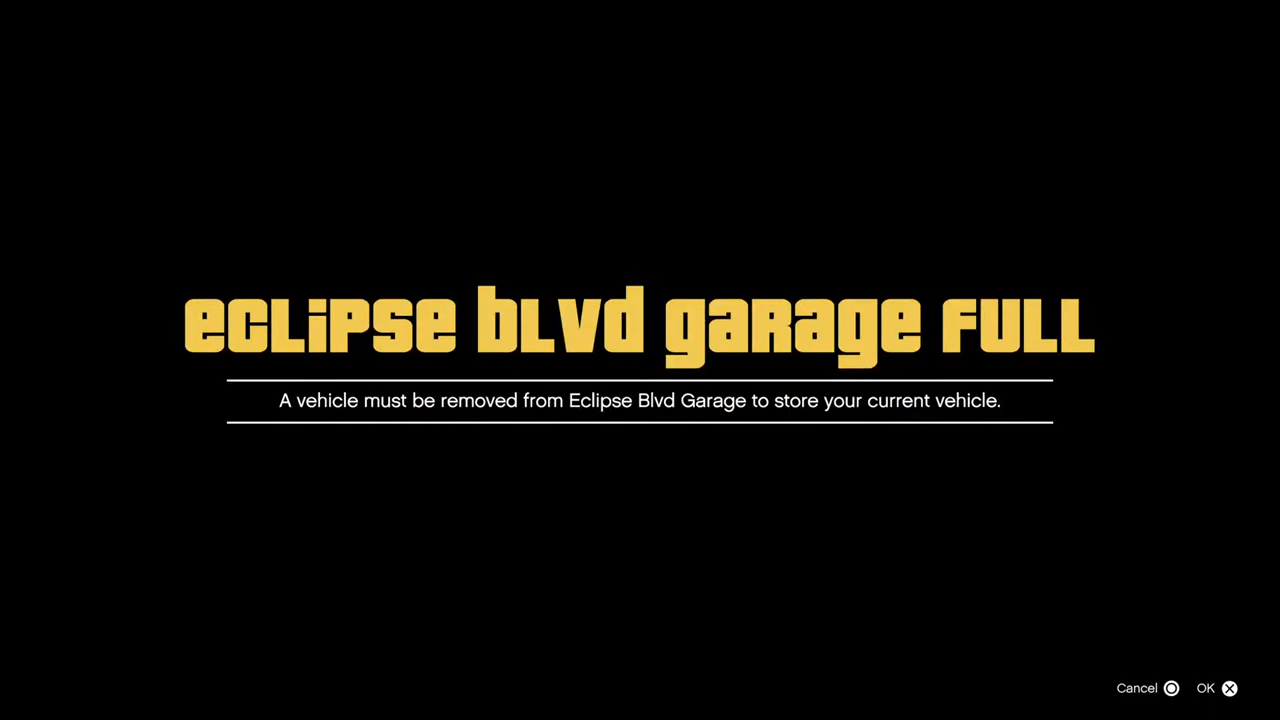 eclipse blvd garage full
A vehicle must be removed from Eclipse Blvd Garage to store your current vehicle.
Cancel OK